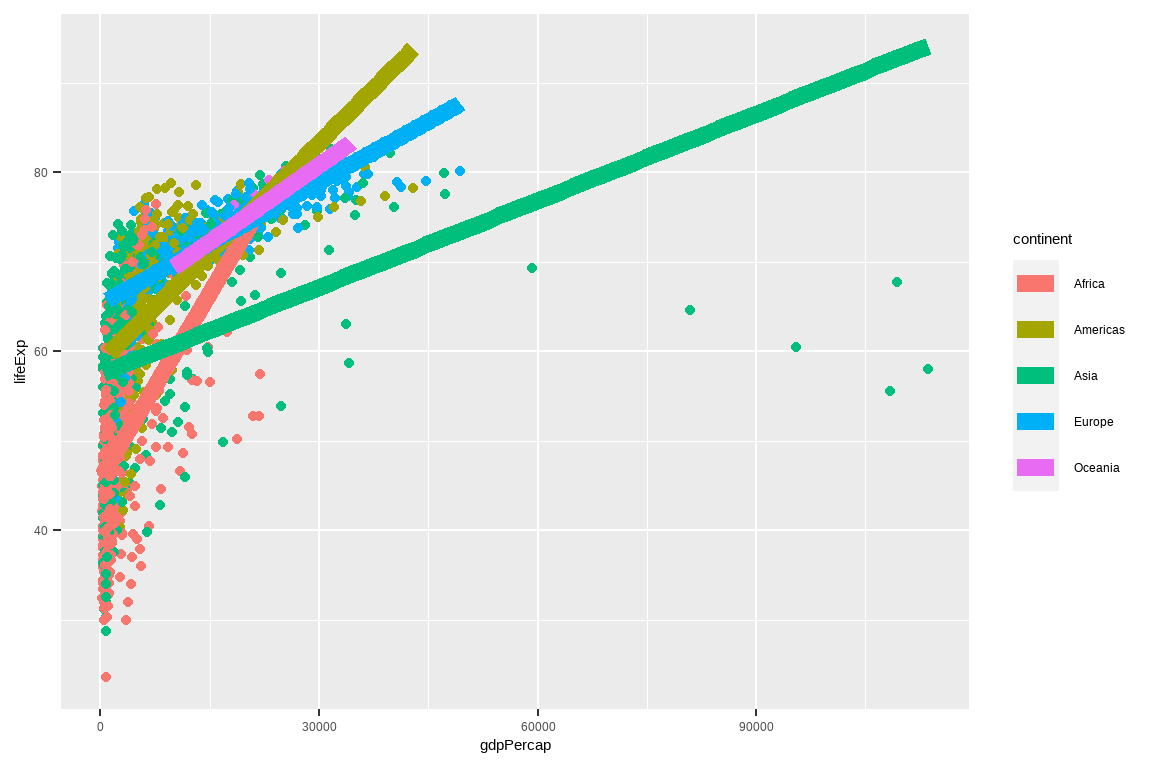 lifeExp
80
60
40
0
30000
60000
90000
gdpPercap
continent
Africa
Americas
Asia
Europe
Oceania